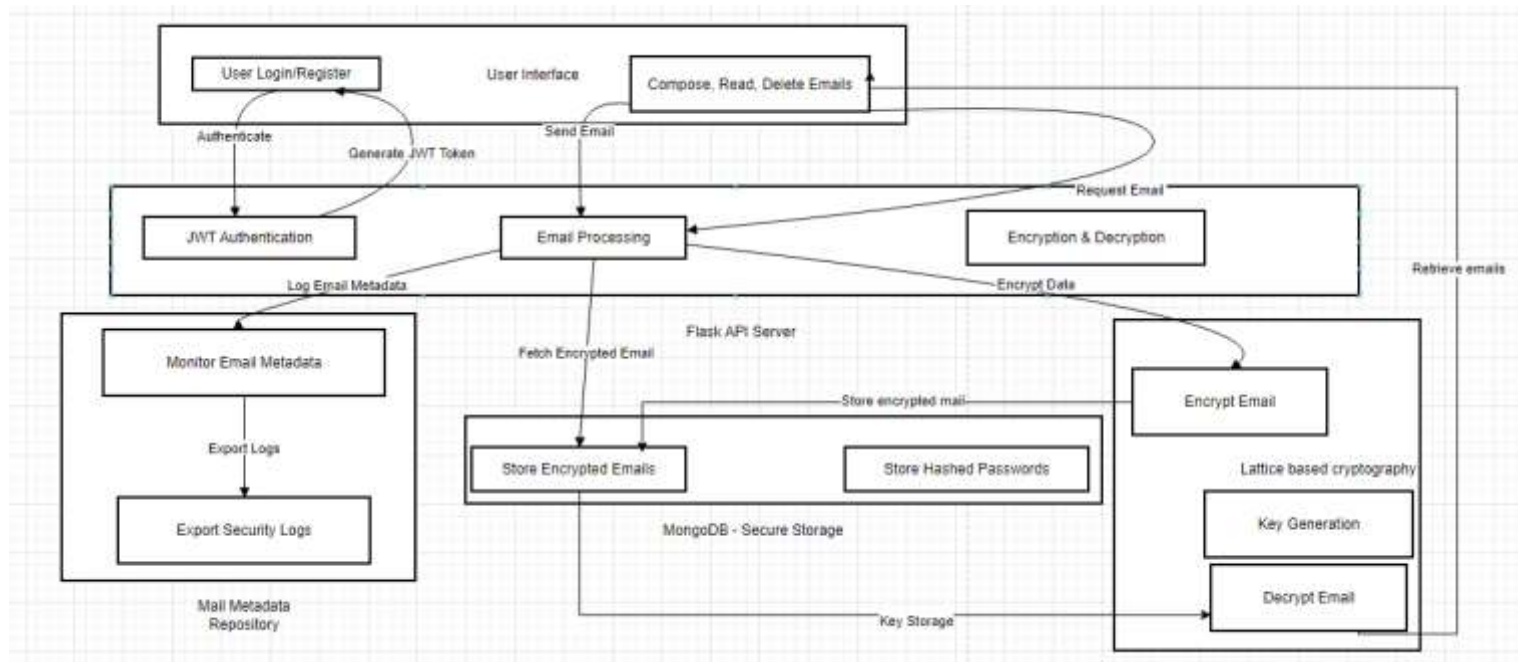 User Login/Register
User Interface
Compose, Read, Delete Emails
Authenticate
Send Email
Generate JWT Token
Request Email
JWT Authentication
Email Processing
Encryption & Decryption
Retrieve emails
Log Email Metadata
Encrypt Data
Flask API Server
Monitor Email Metadata
Fetch Encrypted Email
Encrypt Email
Store encrypted mail
Export Logs
Store Encrypted Emails
Store Hashed Passwords
Lattice based cryptography
Export Security Logs
MongoDB - Secure Storage
Key Generation
Mail Metadata
Repository
Decrypt Email
Key Storage